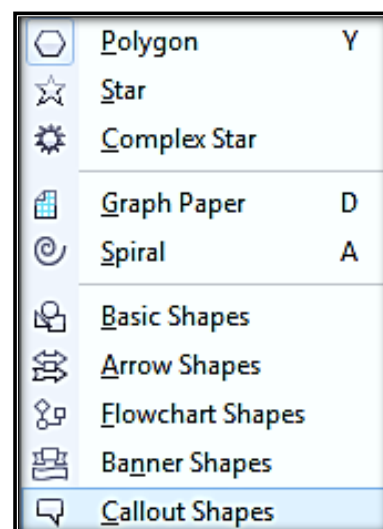 Polygon Y
Star
Complex Star
Graph Paper D
Spiral A
Basic Shapes
Arrow Shapes
Flowchart Shapes
Banner Shapes
Callout Shapes